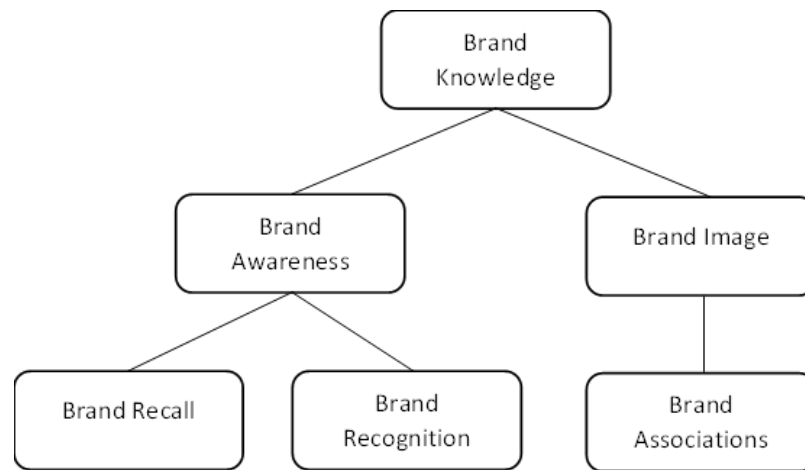 Brand
Knowledge
Brand
Awareness
Brand Image
Brand Recall
Brand
Recognition
Brand
Associations